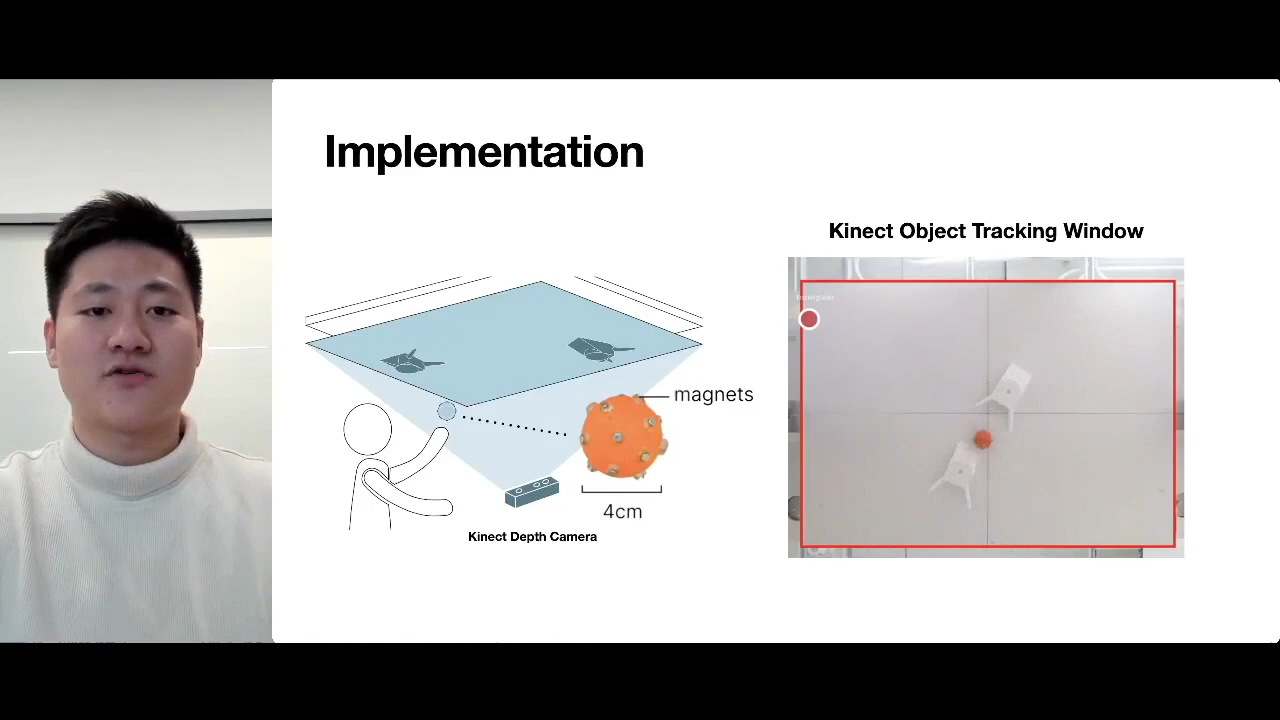 Implementation
Kinect Object Tracking Window
magnets
4cm
Kinect Depth Camera